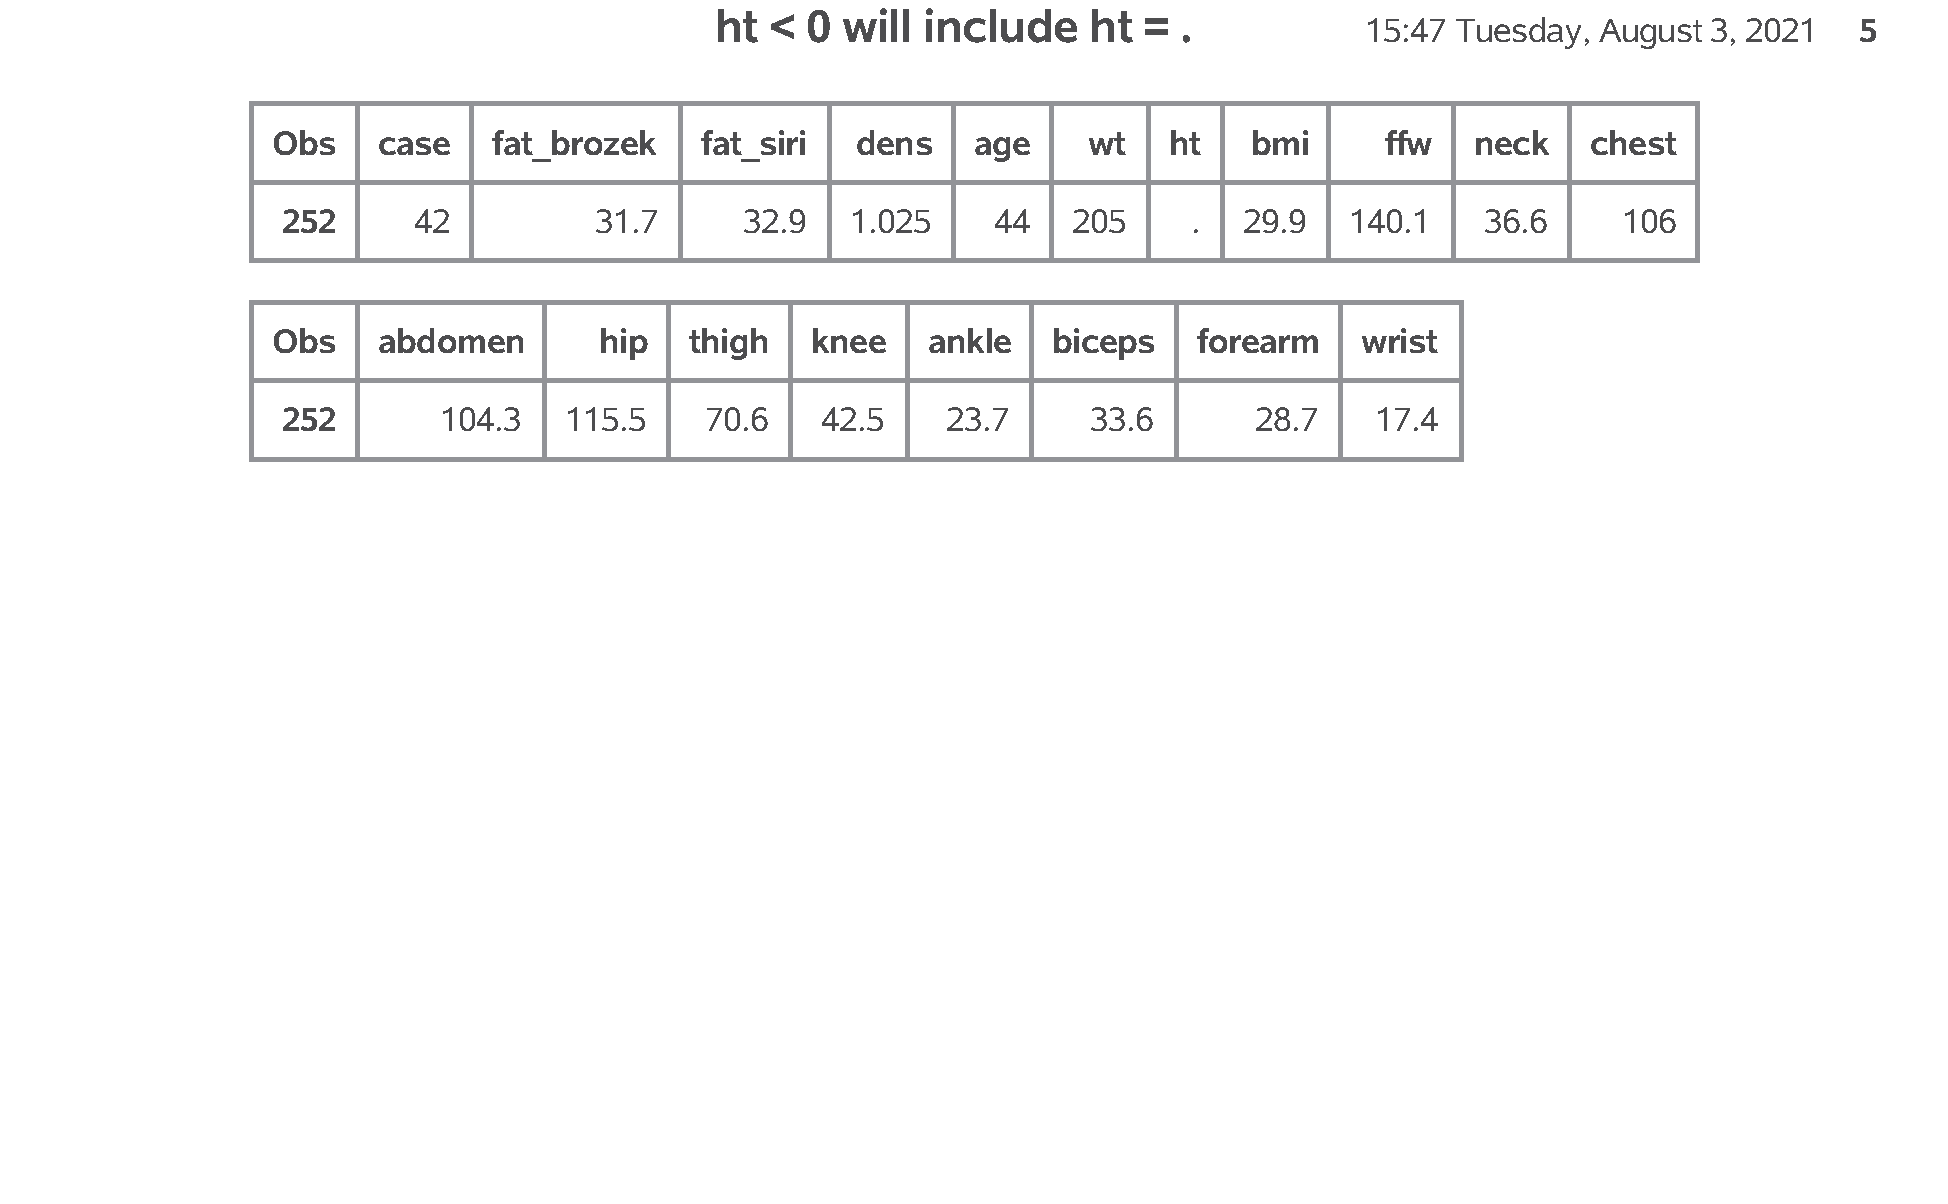 ht < 0 will include ht = . 15:47 Tuesday, August 3, 2021 5
Obs case fat_brozek fat_siri dens age wt ht bmi ffw neck chest
252 42 31.7 32.9 1.025 44 205 . 29.9 140.1 36.6 106
Obs abdomen hip thigh knee ankle biceps forearm wrist
252 104.3 115.5 70.6 42.5 23.7 33.6 28.7 17.4